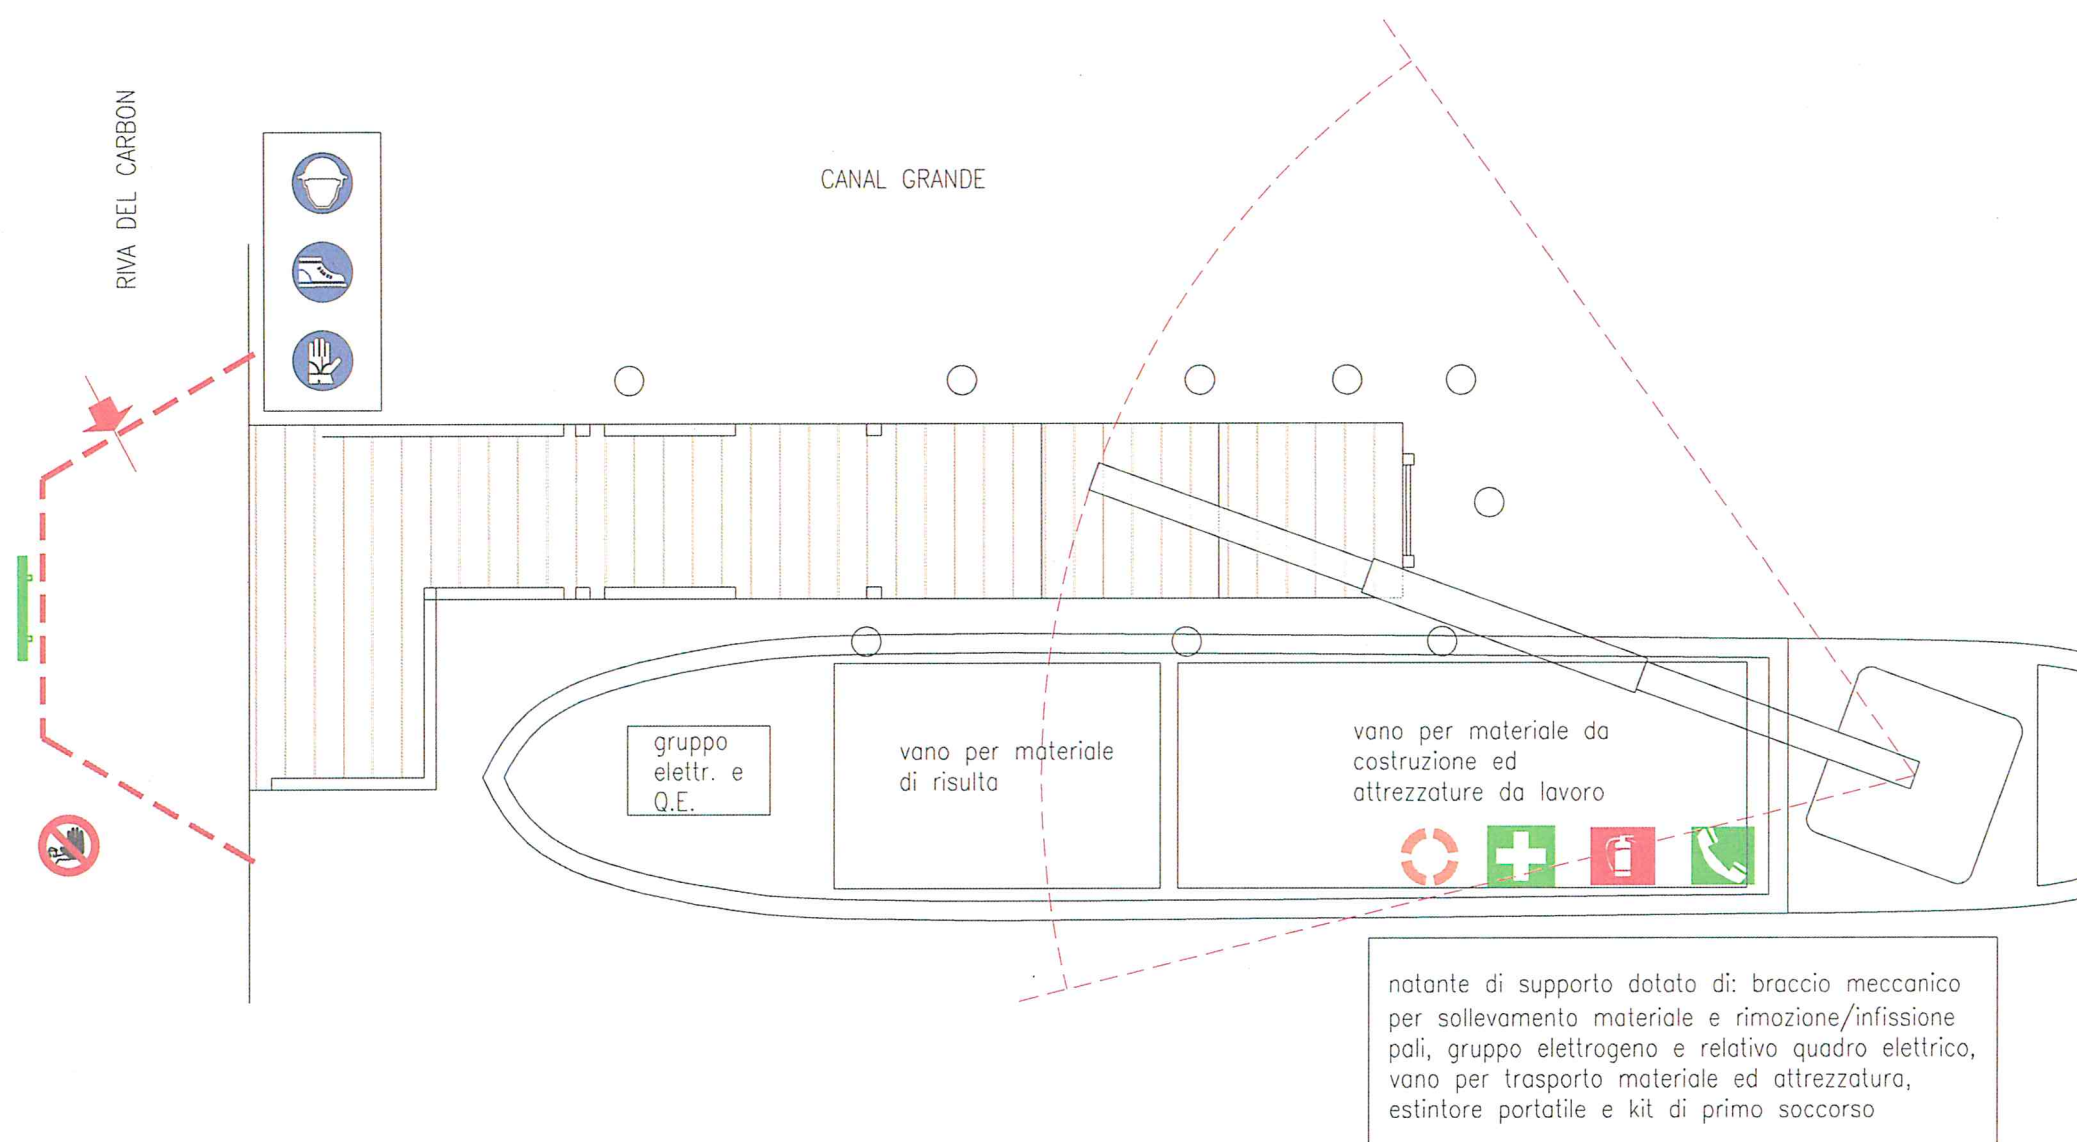 RIVA DEL CARBON
CANAL GRANDE
gruppo
elettr. e
Q.E.
vano per materiale
di risulta
vano per materiale da
costruzione ed
attrezzature da lavoro
natante di supporto dotato di: braccio meccanico
per sollevamento materiale e rimozione/infissione
pali, gruppo elettrogeno e relativo quadro elettrico,
vano per trasporto materiale ed attrezzatura,
estintore portatile e kit di primo soccorso